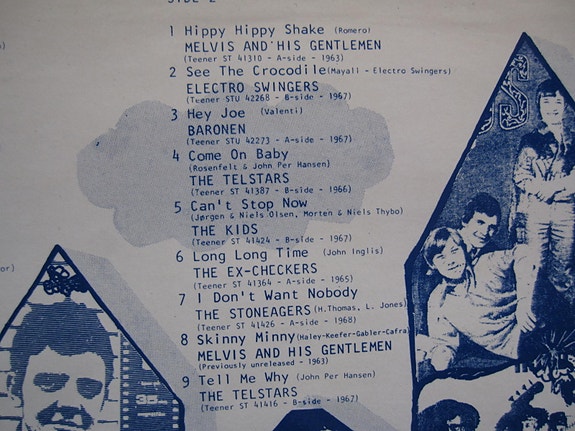 SIDE 2
1 Hippy Hippy Shake (Romero)
MELVIS AND HIS GENTLEMEN
(Teener ST 41310 - A-side - 1963)
2 See The Crocodile (Mayall - Electro Swingers)
ELECTRO SWINGERS
(Teener STU 42268 - B-side - 1967)
3 Hey Joe (Valenti)
BARONEN
(Teener STU 42273 - A-side - 1967)
4 Come On Baby
(Rosenfelt & John Per Hansen)
THE TELSTARS
(Teener ST 41387 - B-side - 1966)
5 Can't Stop Now
(Jørgen & Niels Olsen, Morten & Niels Thybo)
THE KIDS
(Teener ST 41424 - B-side - 1967)
6 Long Long Time (John Inglis)
THE EX-CHECKERS
(Teener ST 41364 - A-side - 1965)
7 I Don't Want Nobody
THE STONEAGERS (H.Thomas, L. Jones)
(Teener ST 41426 - A-side - 1968)
8 Skinny Minny (Haley-Keefer-Gabler-Cafra
MELVIS AND HIS GENTLEMEN
(Previously unreleased - 1963)
9 Tell Me Why (John Per Hansen)
THE TELSTARS
(Teener ST 41416 - B-side - 1967)